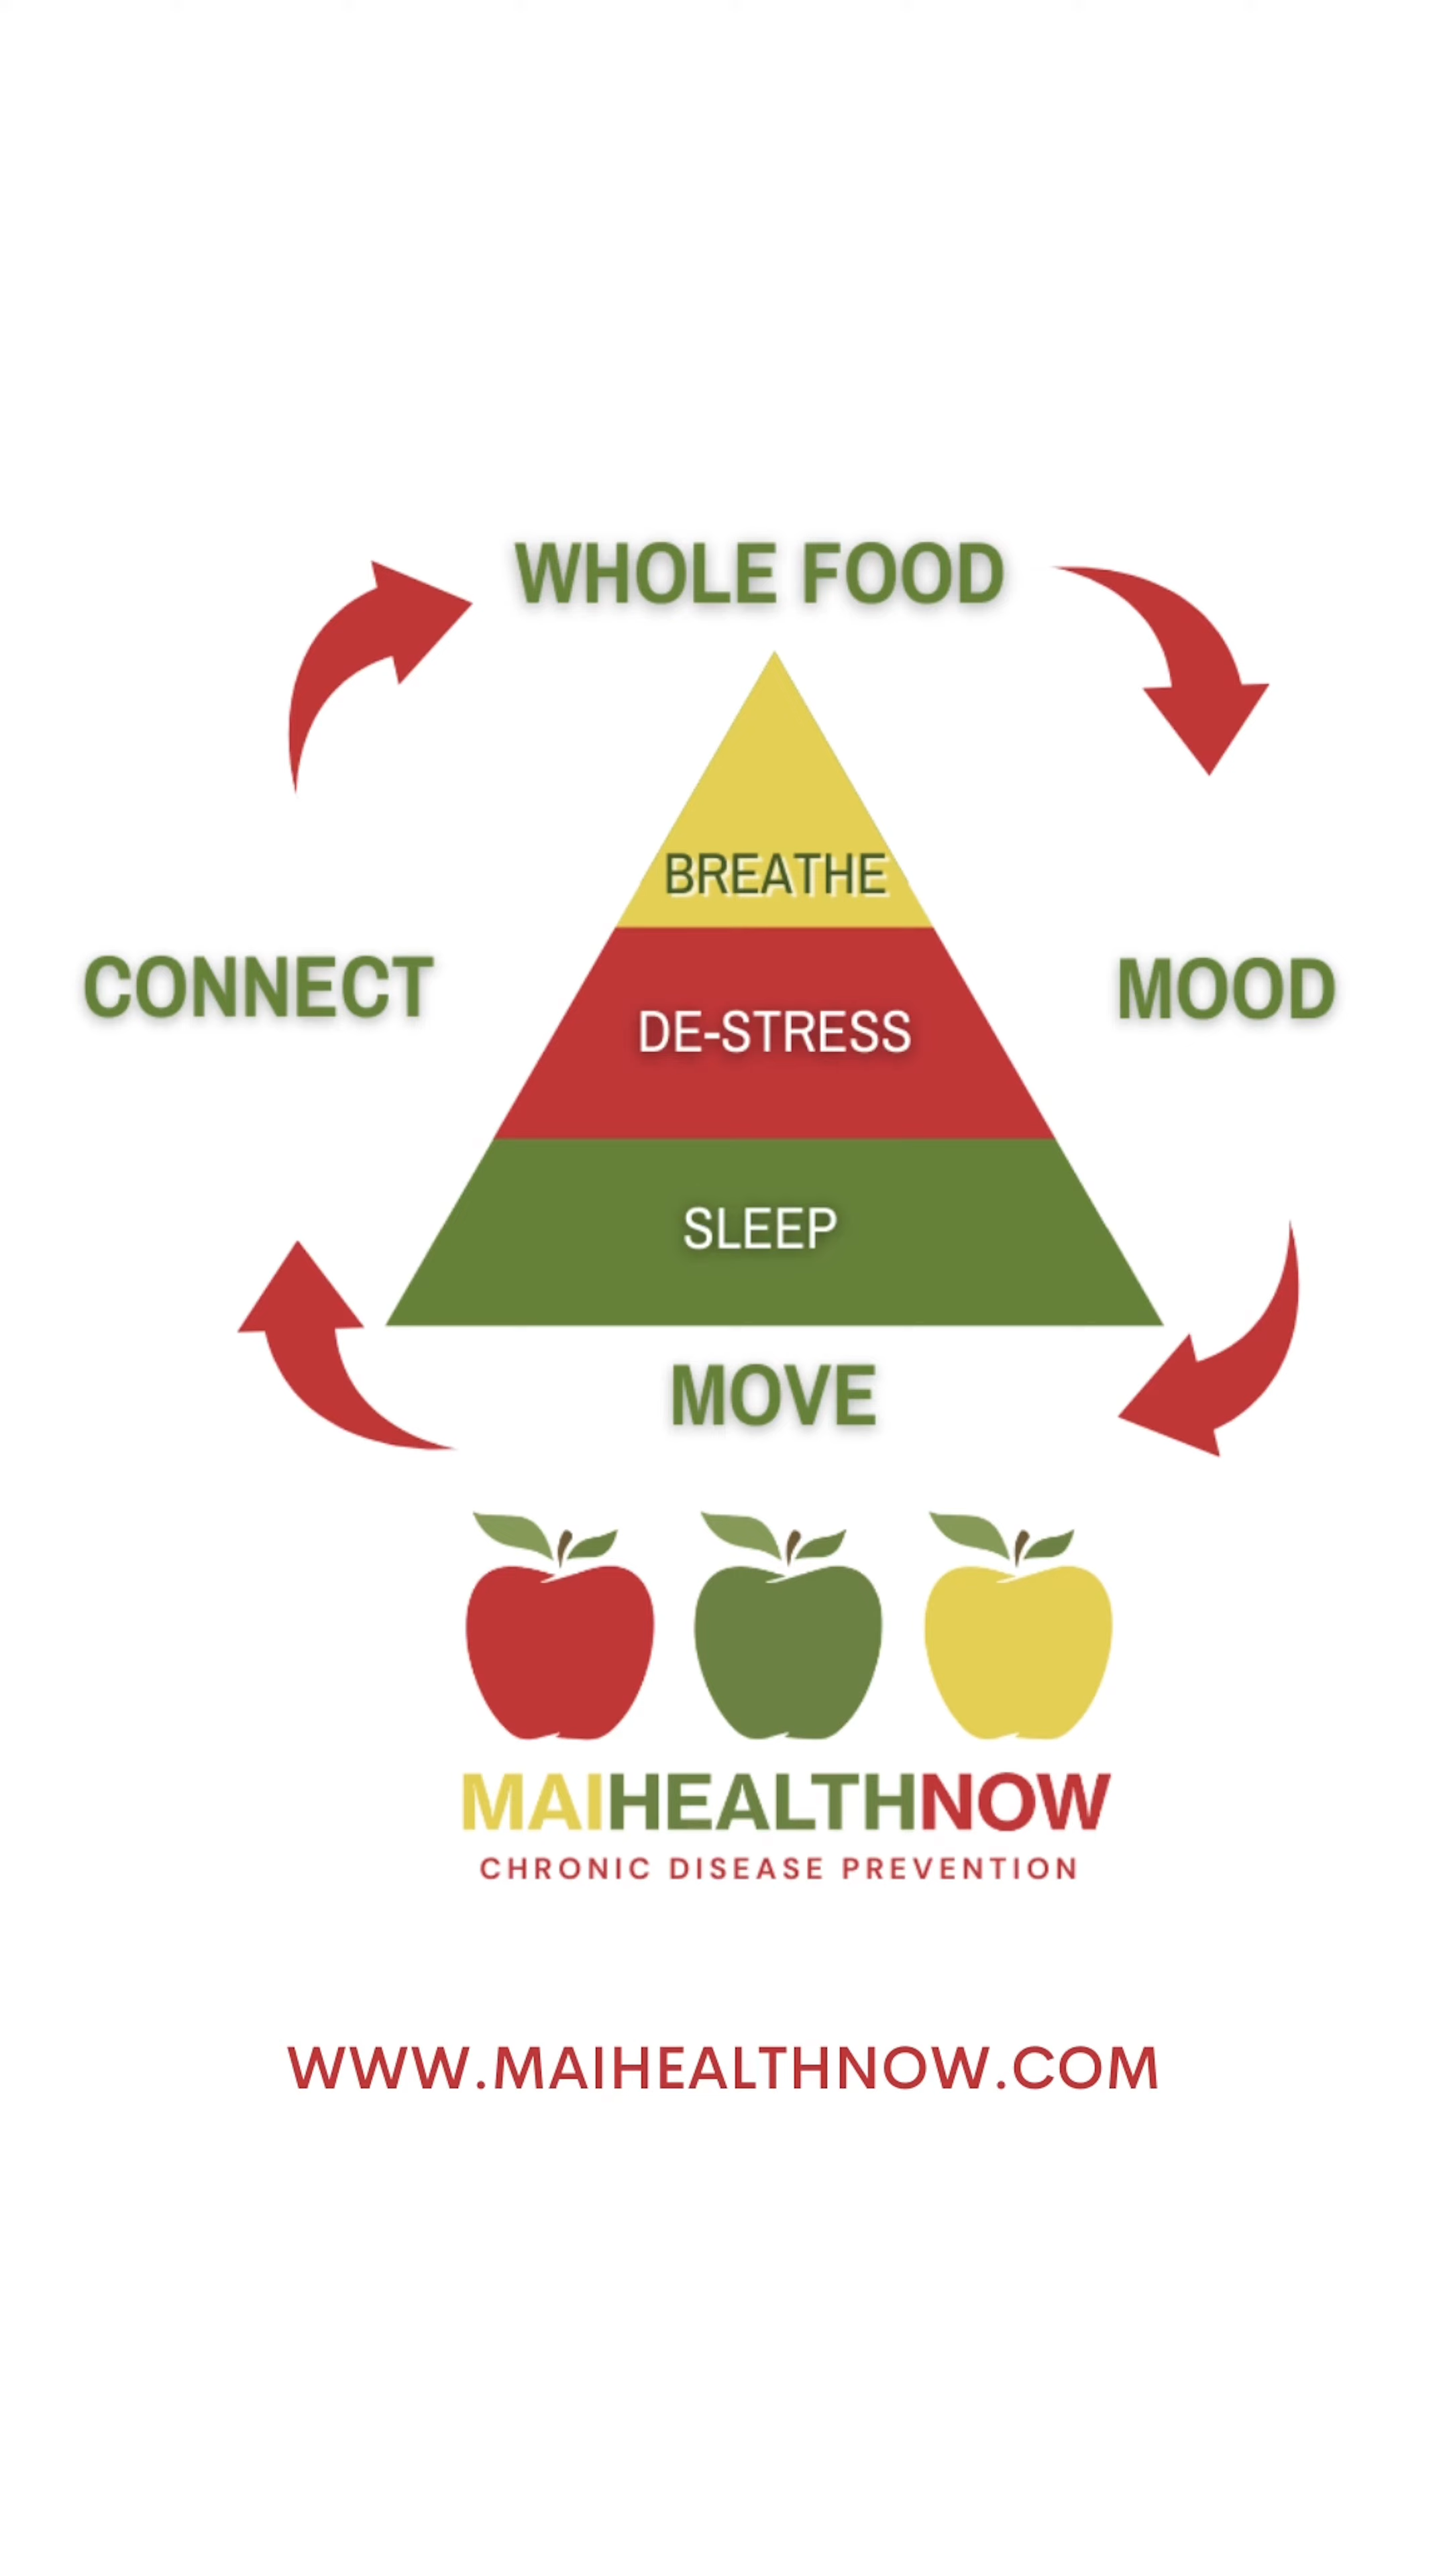 WHOLE FOOD
BREATHE
CONNECT
MOOD
DE-STRESS
SLEEP
MOVE
MAIHEALTHNOW
CHRONIC DISEASE PREVENTION
WWW.MAIHEALTHNOW.COM